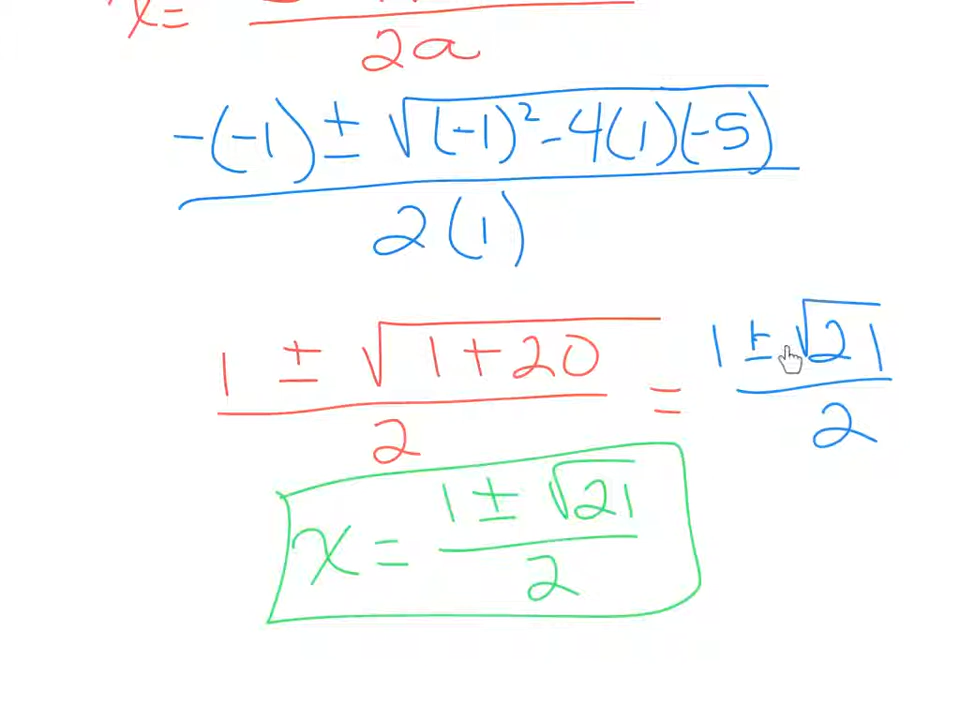 x =
2a
-(-1) ± √(-1)² - 4(1)(-5)
2(1)
1 ± √1 + 20
2
=
1 ± √21
2
x = 1 ± √21
2